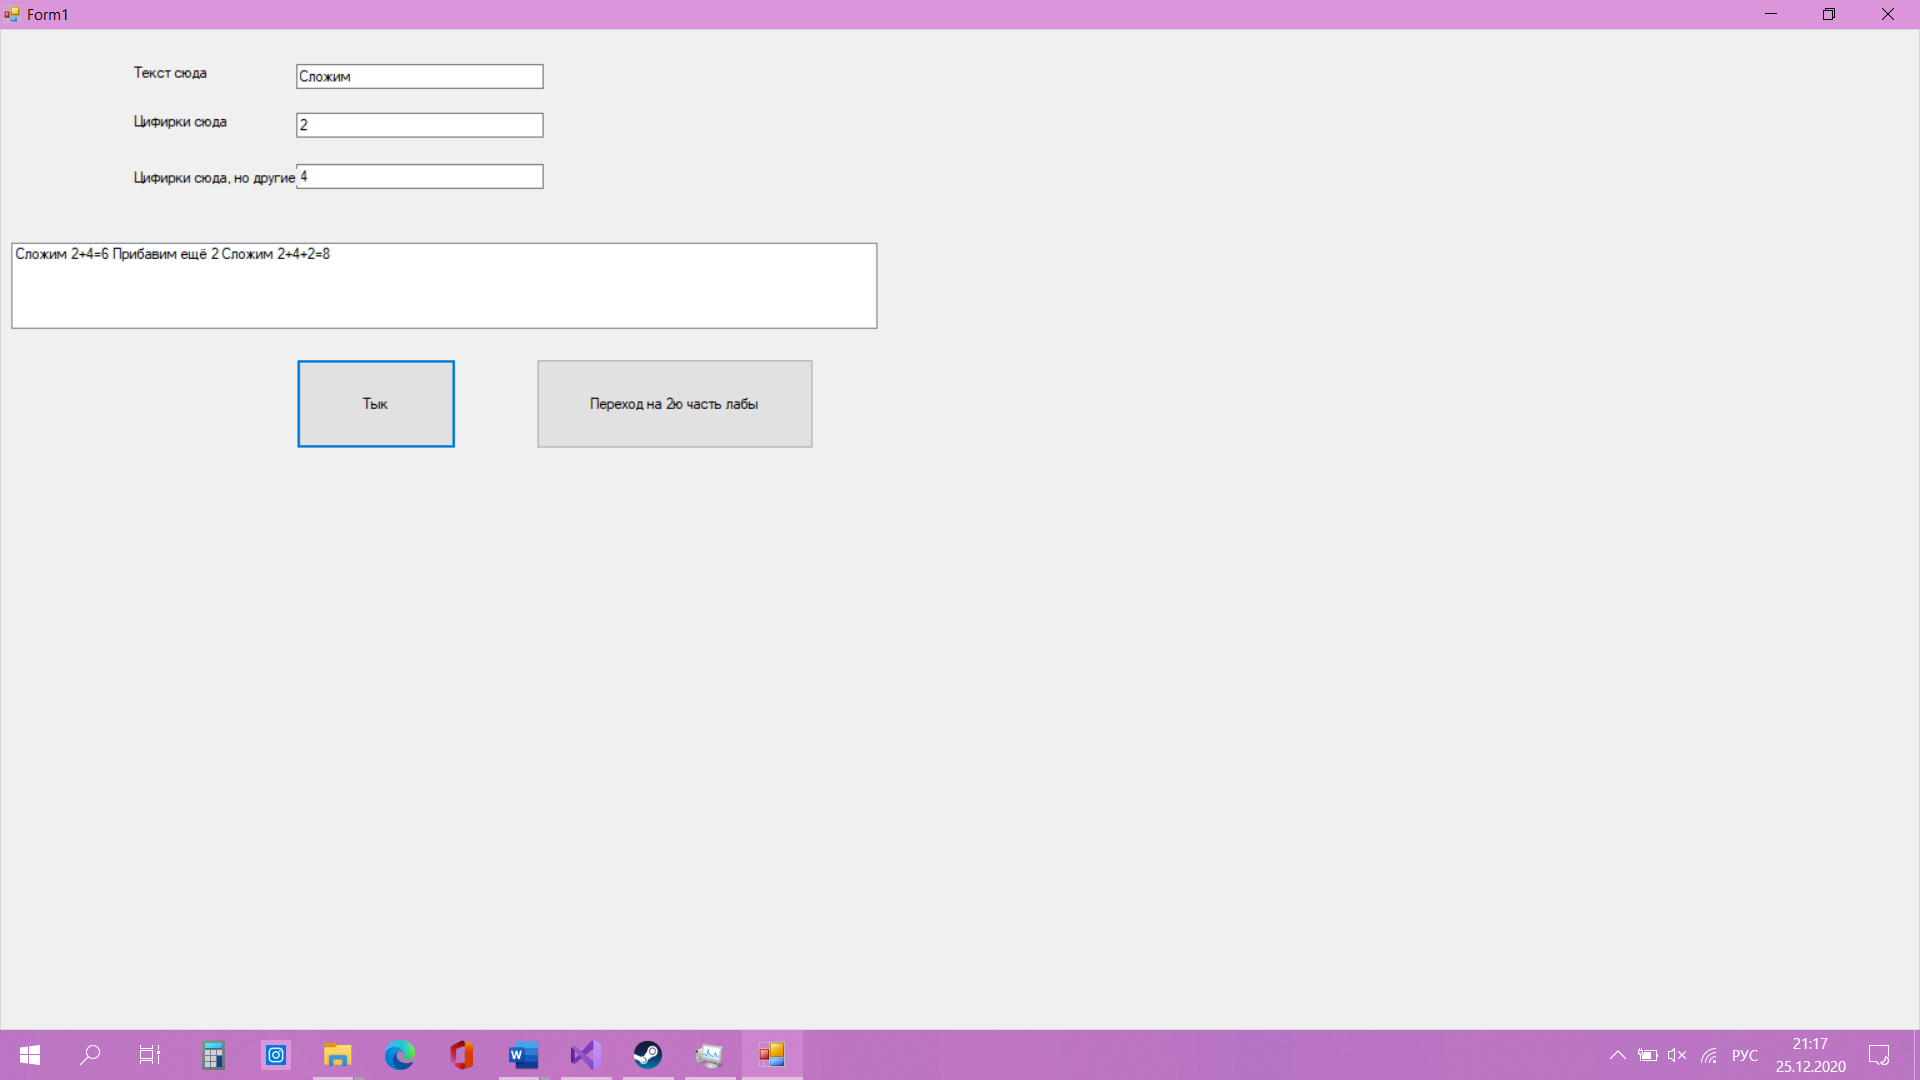 Form1
Текст сюда
Сложим
Цифирки сюда
2
Цифирки сюда, но другие
4
Сложим 2+4=6 Прибавим ещё 2 Сложим 2+4+2=8
Тык
Переход на 2ю часть лабы
W
РУС
21:17
25.12.2020